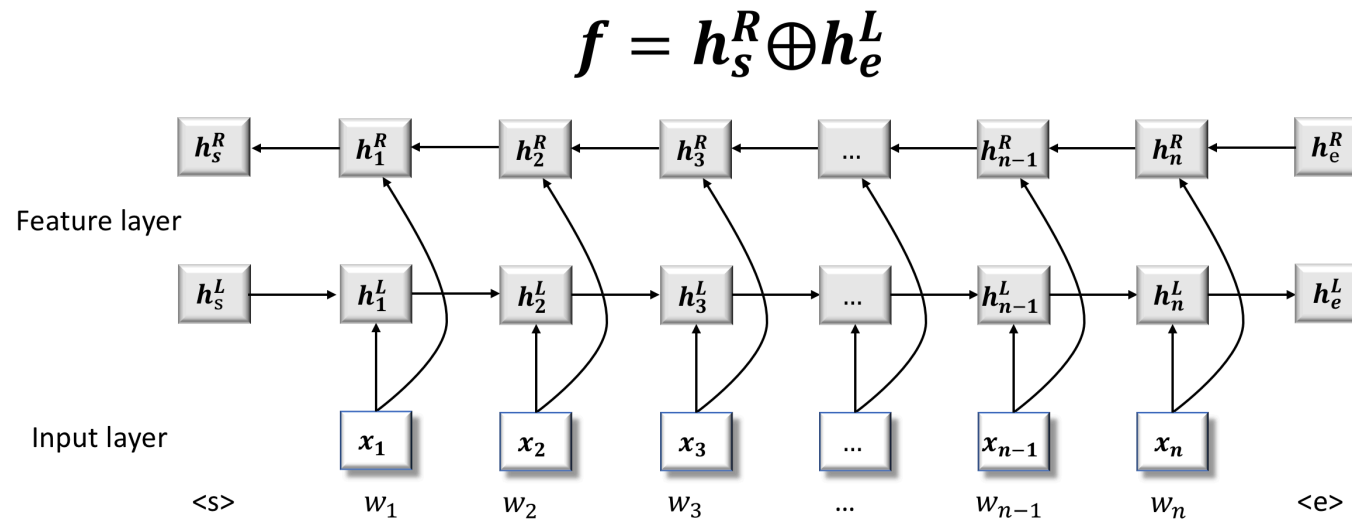 f = h_s^R ⊕ h_e^L
h_s^R h_1^R h_2^R h_3^R ... h_{n-1}^R h_n^R h_e^R
Feature layer
h_s^L h_1^L h_2^L h_3^L ... h_{n-1}^L h_n^L h_e^L
Input layer x_1 x_2 x_3 ... x_{n-1} x_n
<s> w_1 w_2 w_3 ... w_{n-1} w_n <e>